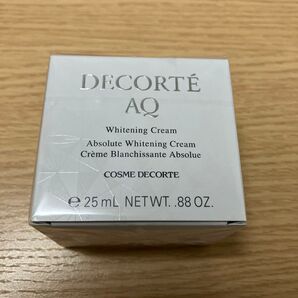 DECORTÉ
AQ
Whitening Cream
Absolute Whitening Cream
Crème Blanchissante Absolue
COSME DECORTE
℮ 25 mL NET WT. .88 OZ.